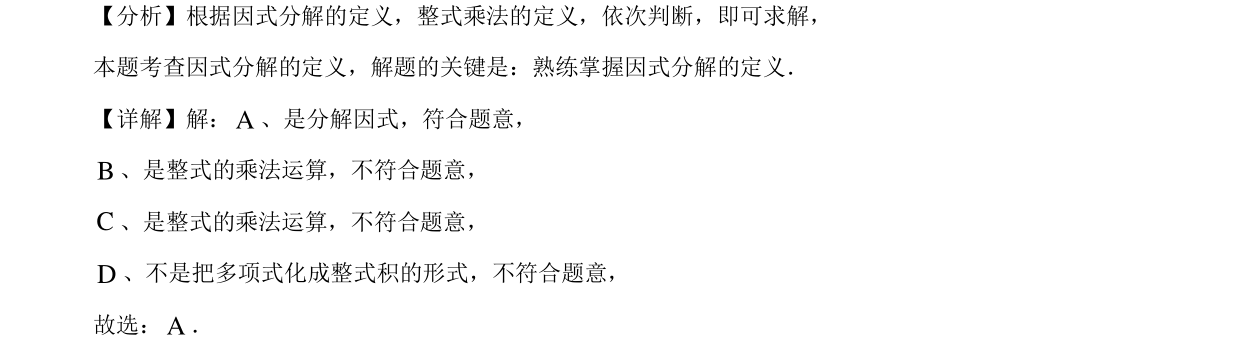 【分析】根据因式分解的定义，整式乘法的定义，依次判断，即可求解，
本题考查因式分解的定义，解题的关键是：熟练掌握因式分解的定义．
【详解】解： A 、是分解因式，符合题意，
B 、是整式的乘法运算，不符合题意，
C 、是整式的乘法运算，不符合题意，
D 、不是把多项式化成整式积的形式，不符合题意，
故选： A ．